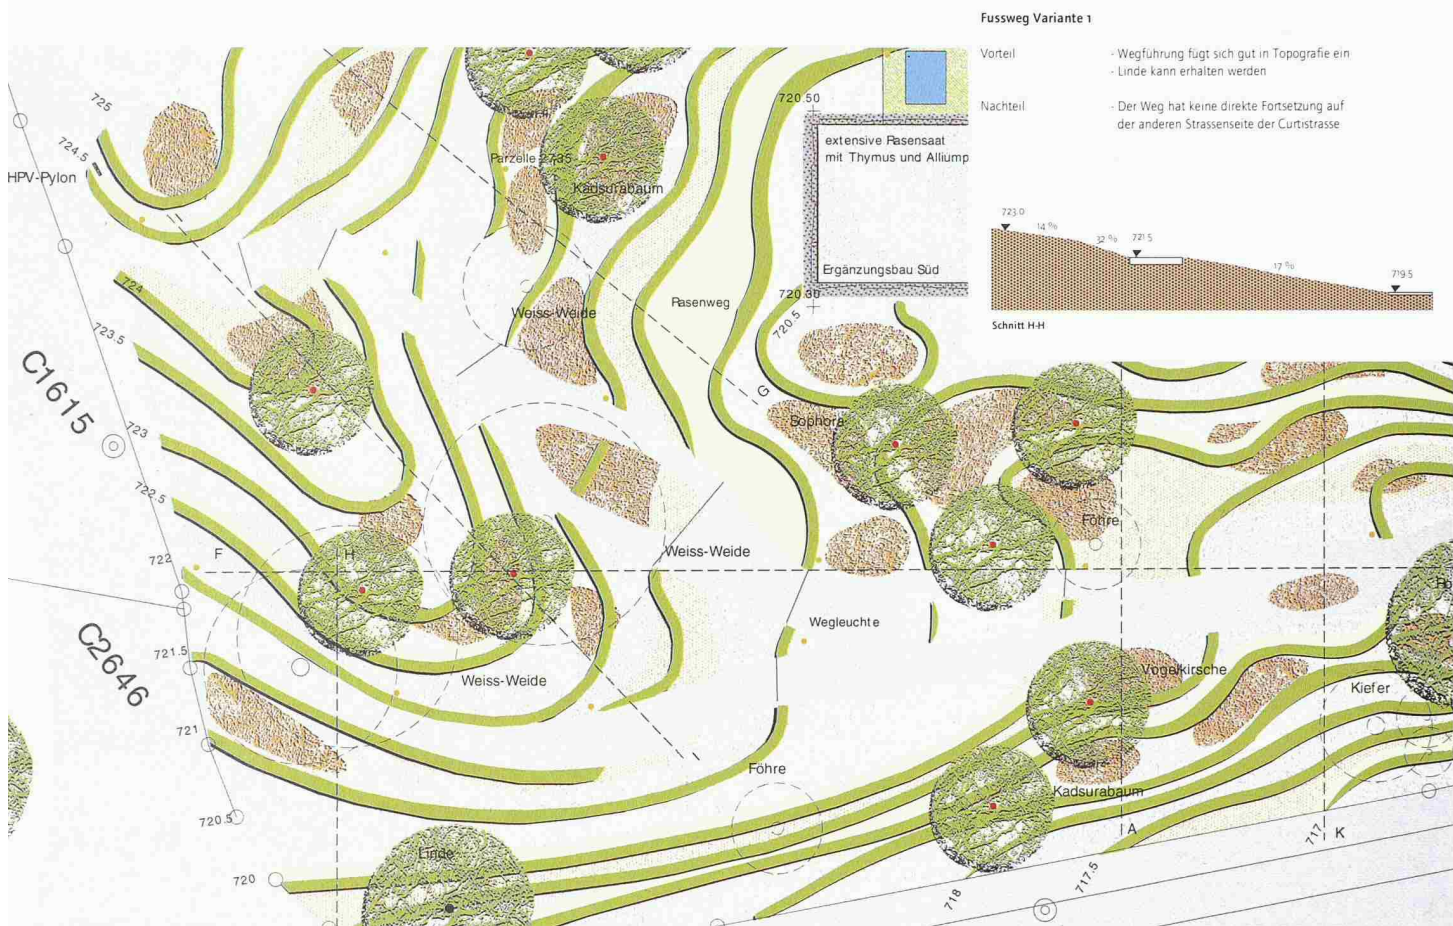 Fussweg Variante 1
Vorteil
- Wegführung fügt sich gut in Topografie ein
- Linde kann erhalten werden
Nachteil
- Der Weg hat keine direkte Fortsetzung auf
der anderen Strassenseite der Curtistrasse
723.0
14 %
32 %
721.5
17 %
719.5
Schnitt H-H
725
724.5
HPV-Pylon
Parzelle 2735
Kadsurabaum
720.50
extensive Rasensaat
mit Thymus und Allium
Ergänzungsbau Süd
720.30
720.5
724
Weiss-Weide
Rasenweg
723.5
C1615
G
723
Sophora
722.5
Föhre
F
H
722
Weiss-Weide
C2646
Wegleuchte
721.5
Weiss-Weide
Vogelkirsche
Kiefer
721
Föhre
Kadsurabaum
720.5
A
717
K
Linde
720
718
717.5